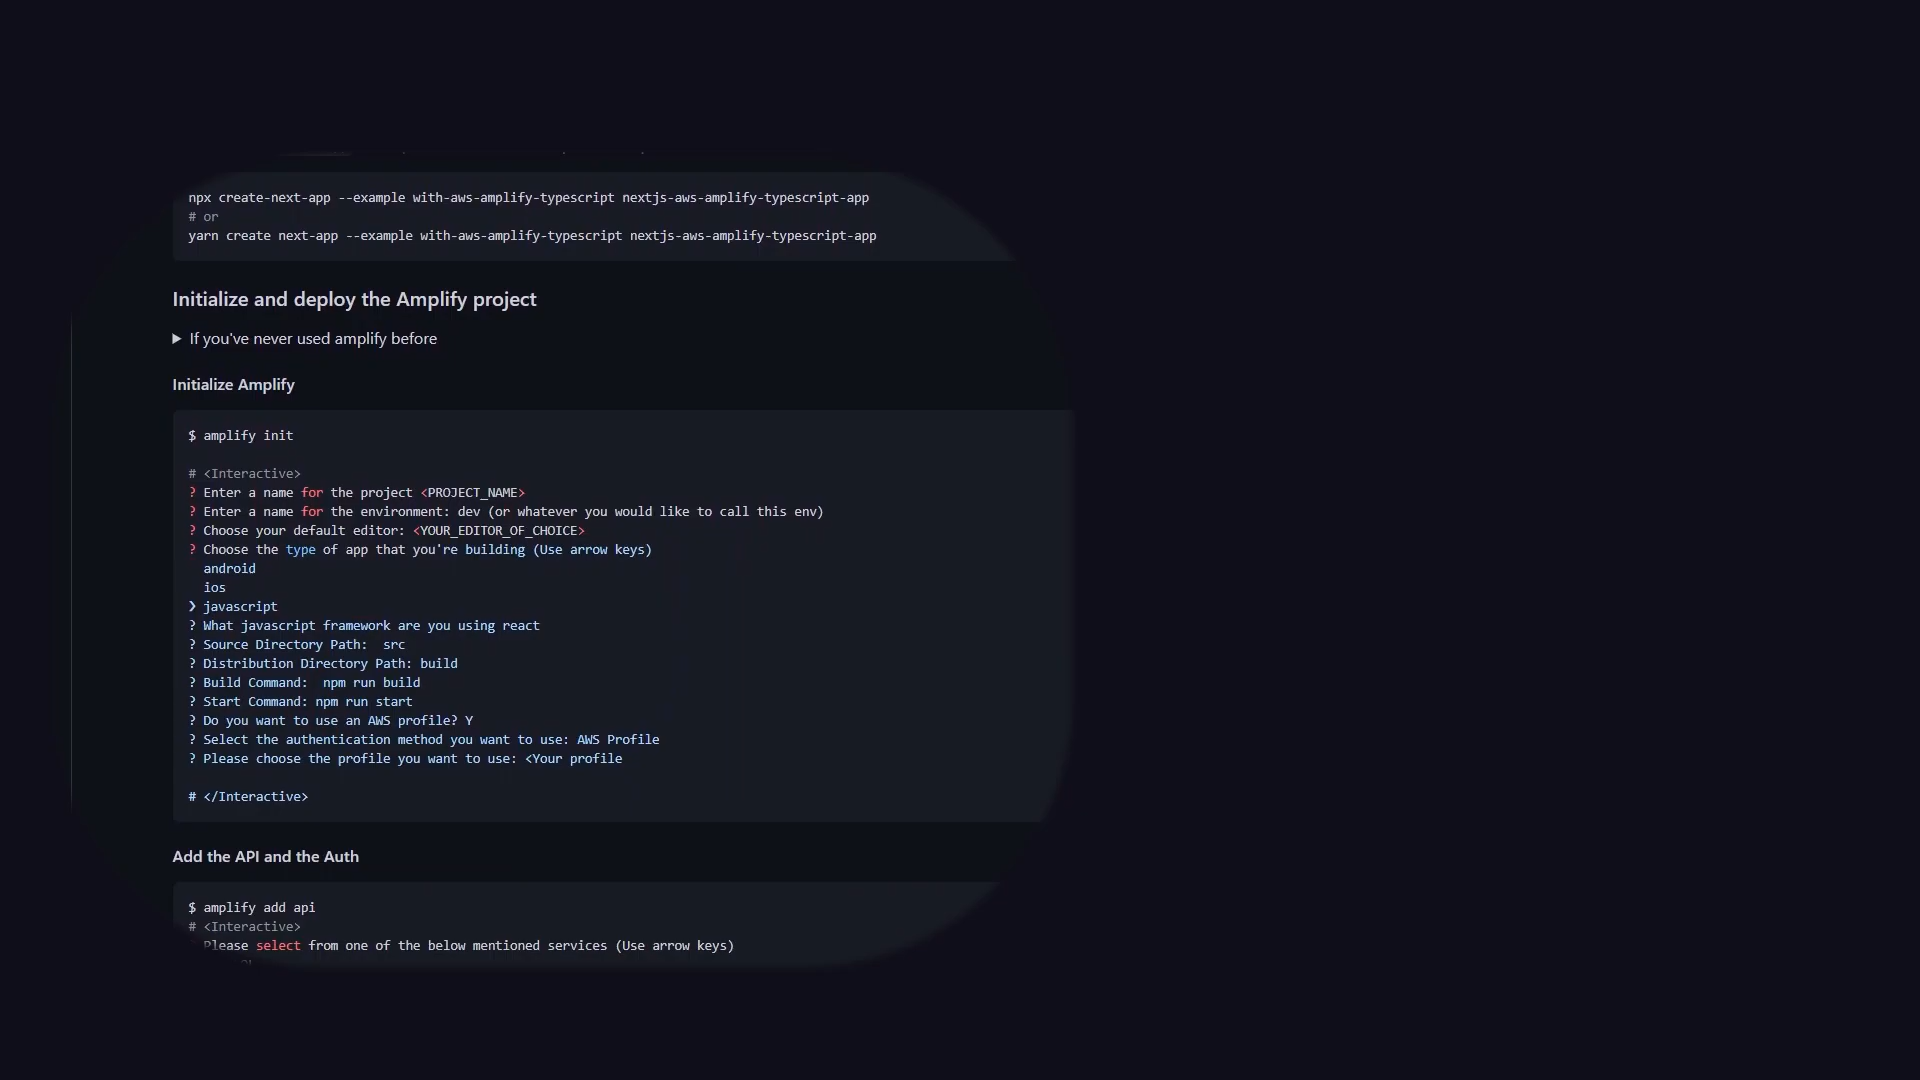 npx create-next-app --example with-aws-amplify-typescript nextjs-aws-amplify-typescript-app
# or
yarn create next-app --example with-aws-amplify-typescript nextjs-aws-amplify-typescript-app
Initialize and deploy the Amplify project
▶ If you've never used amplify before
Initialize Amplify
$ amplify init
# <Interactive>
? Enter a name for the project <PROJECT_NAME>
? Enter a name for the environment: dev (or whatever you would like to call this env)
? Choose your default editor: <YOUR_EDITOR_OF_CHOICE>
? Choose the type of app that you're building (Use arrow keys)
android
ios
❯ javascript
? What javascript framework are you using react
? Source Directory Path:  src
? Distribution Directory Path: build
? Build Command:  npm run build
? Start Command: npm run start
? Do you want to use an AWS profile? Y
? Select the authentication method you want to use: AWS Profile
? Please choose the profile you want to use: <Your profile
# </Interactive>
Add the API and the Auth
$ amplify add api
# <Interactive>
Please select from one of the below mentioned services (Use arrow keys)